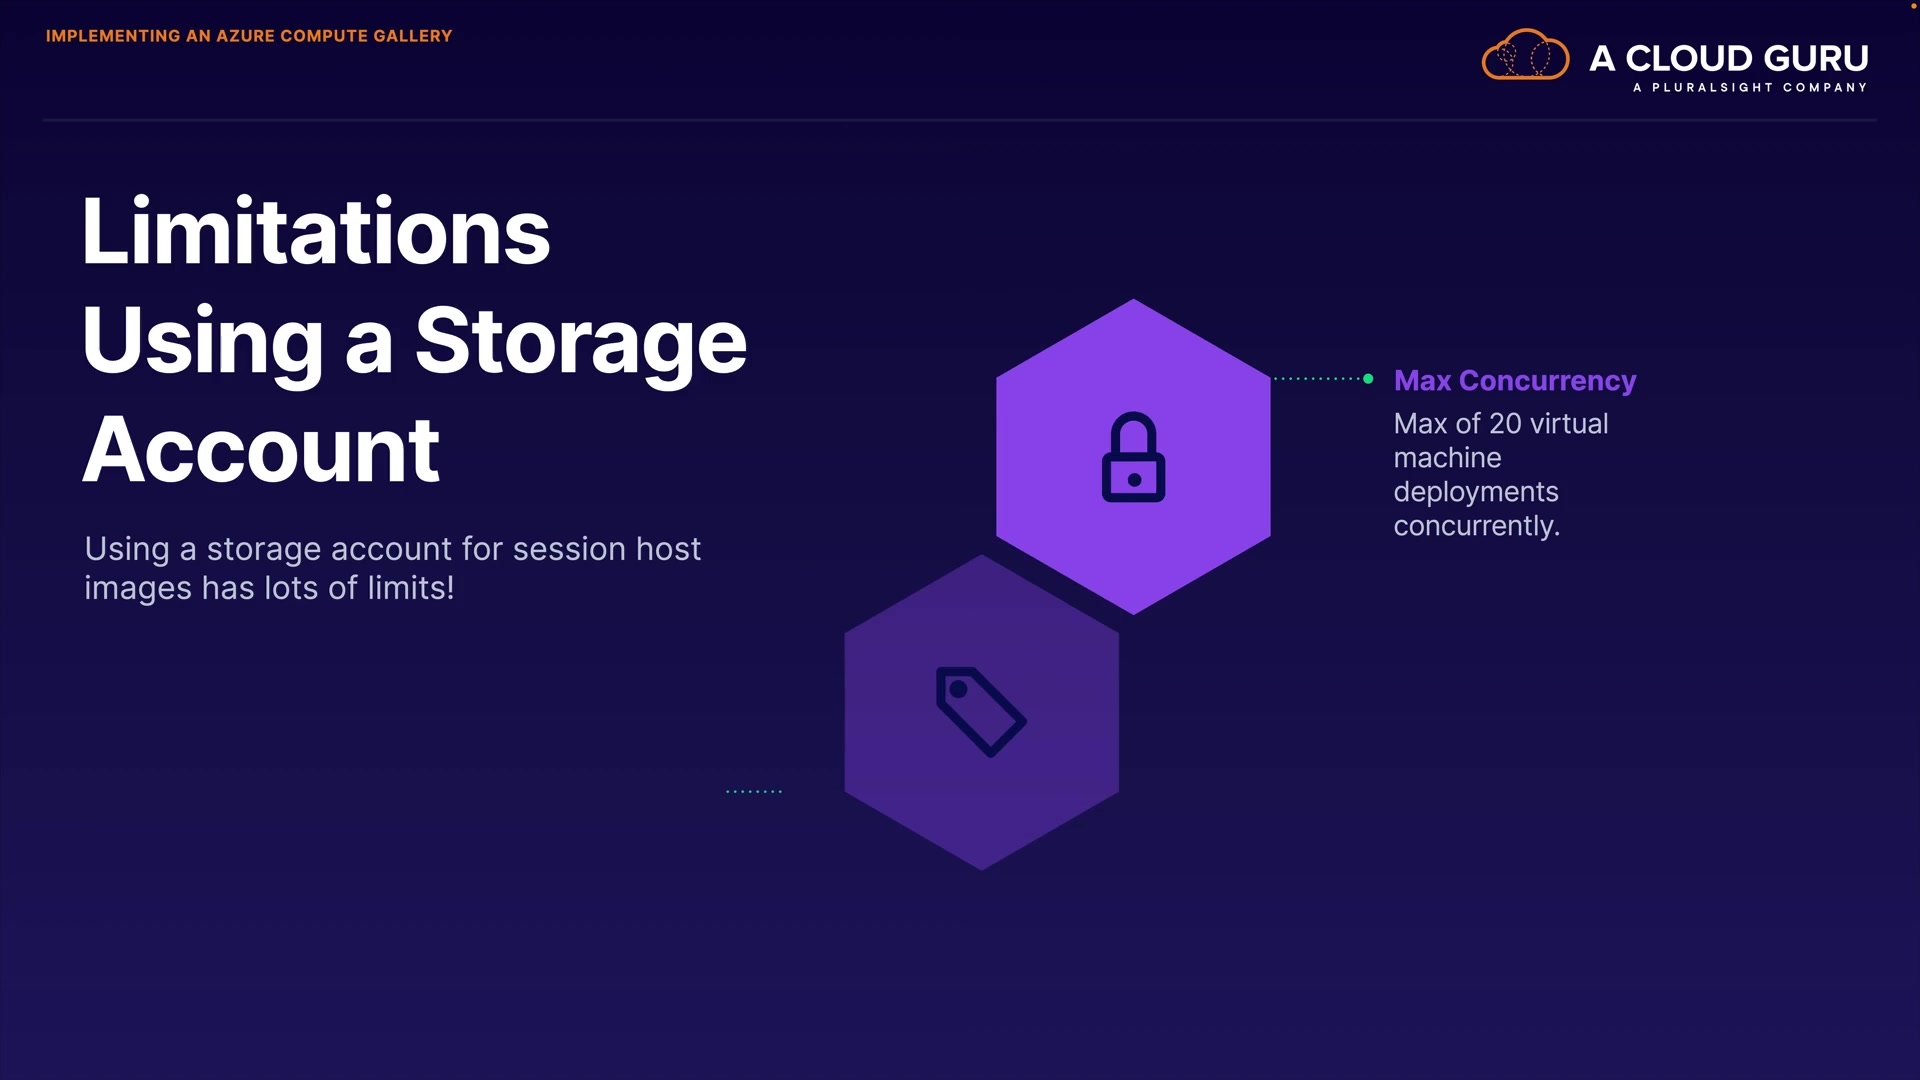 IMPLEMENTING AN AZURE COMPUTE GALLERY
A CLOUD GURU
A PLURALSIGHT COMPANY
Limitations
Using a Storage
Account
Using a storage account for session host
images has lots of limits!
Max Concurrency
Max of 20 virtual
machine
deployments
concurrently.